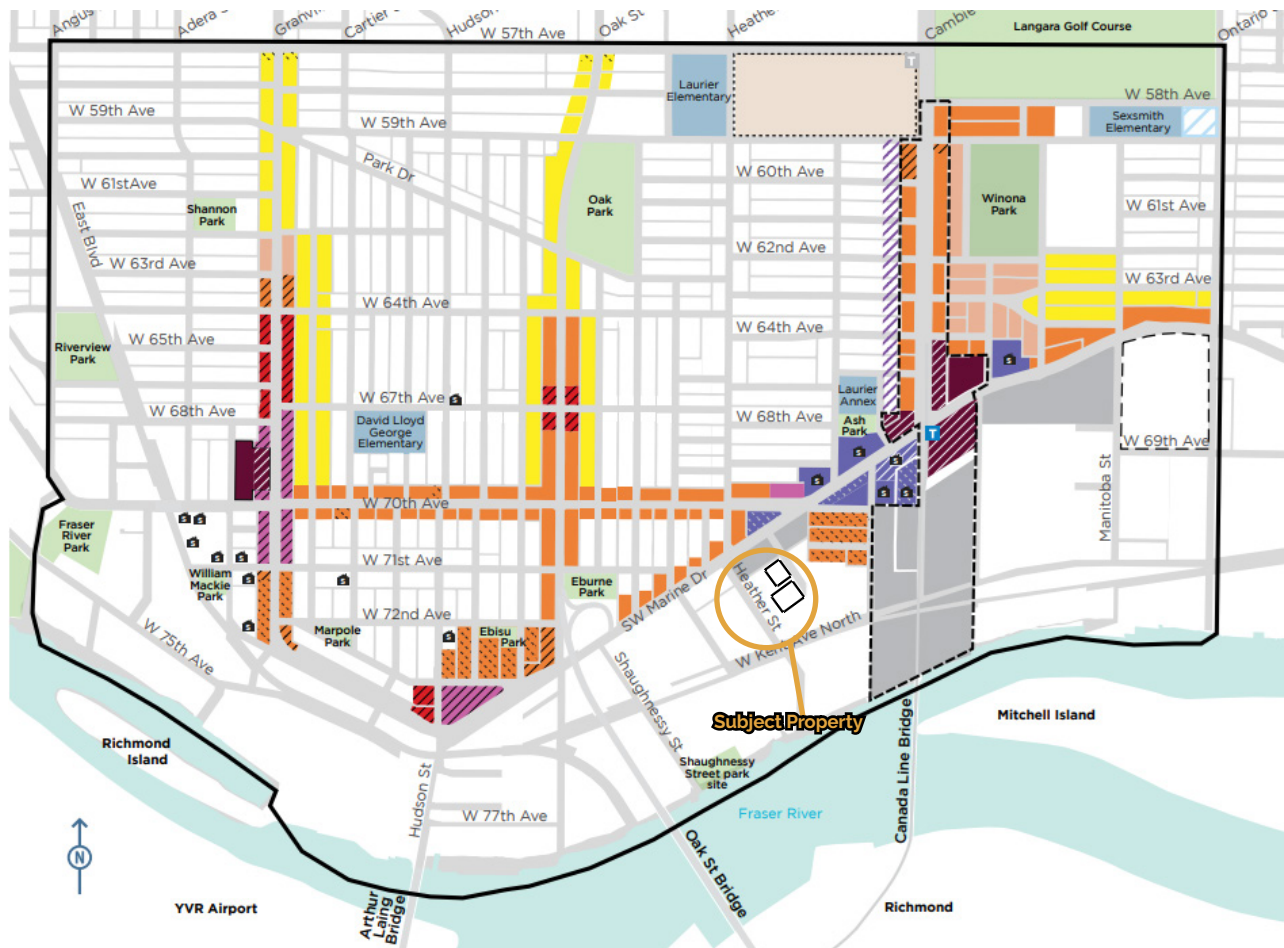 Angus
Adera S
Granvil
Cartier
Hudson
Oak St
Heather
Cambie
Ontario
W 57th Ave
Langara Golf Course
T
Laurier
Elementary
W 58th Ave
W 59th Ave
W 59th Ave
Sexsmith
Elementary
Park Dr
W 60th Ave
W 61stAve
East Blvd
Shannon
Park
Oak
Park
Winona
Park
W 61st Ave
W 62nd Ave
W 63rd Ave
W 63rd Ave
W 64th Ave
W 64th Ave
Riverview
Park
W 65th Ave
W 67th Ave
Laurier
Annex
W 68th Ave
David Lloyd
George
Elementary
W 68th Ave
Ash
Park
T
W 69th Ave
Manitoba St
W 70th Ave
Fraser
River
Park
W 71st Ave
William
Mackie
Park
Eburne
Park
SW Marine Dr
Heather St
W 72nd Ave
W 75th Ave
Marpole
Park
Ebisu
Park
W Kent Ave North
Shaughnessy St
Subject Property
Mitchell Island
Richmond
Island
Shaughnessy
Street park
site
Canada Line Bridge
Hudson St
W 77th Ave
Fraser River
Oak St Bridge
N
YVR Airport
Arthur
Laing
Bridge
Richmond